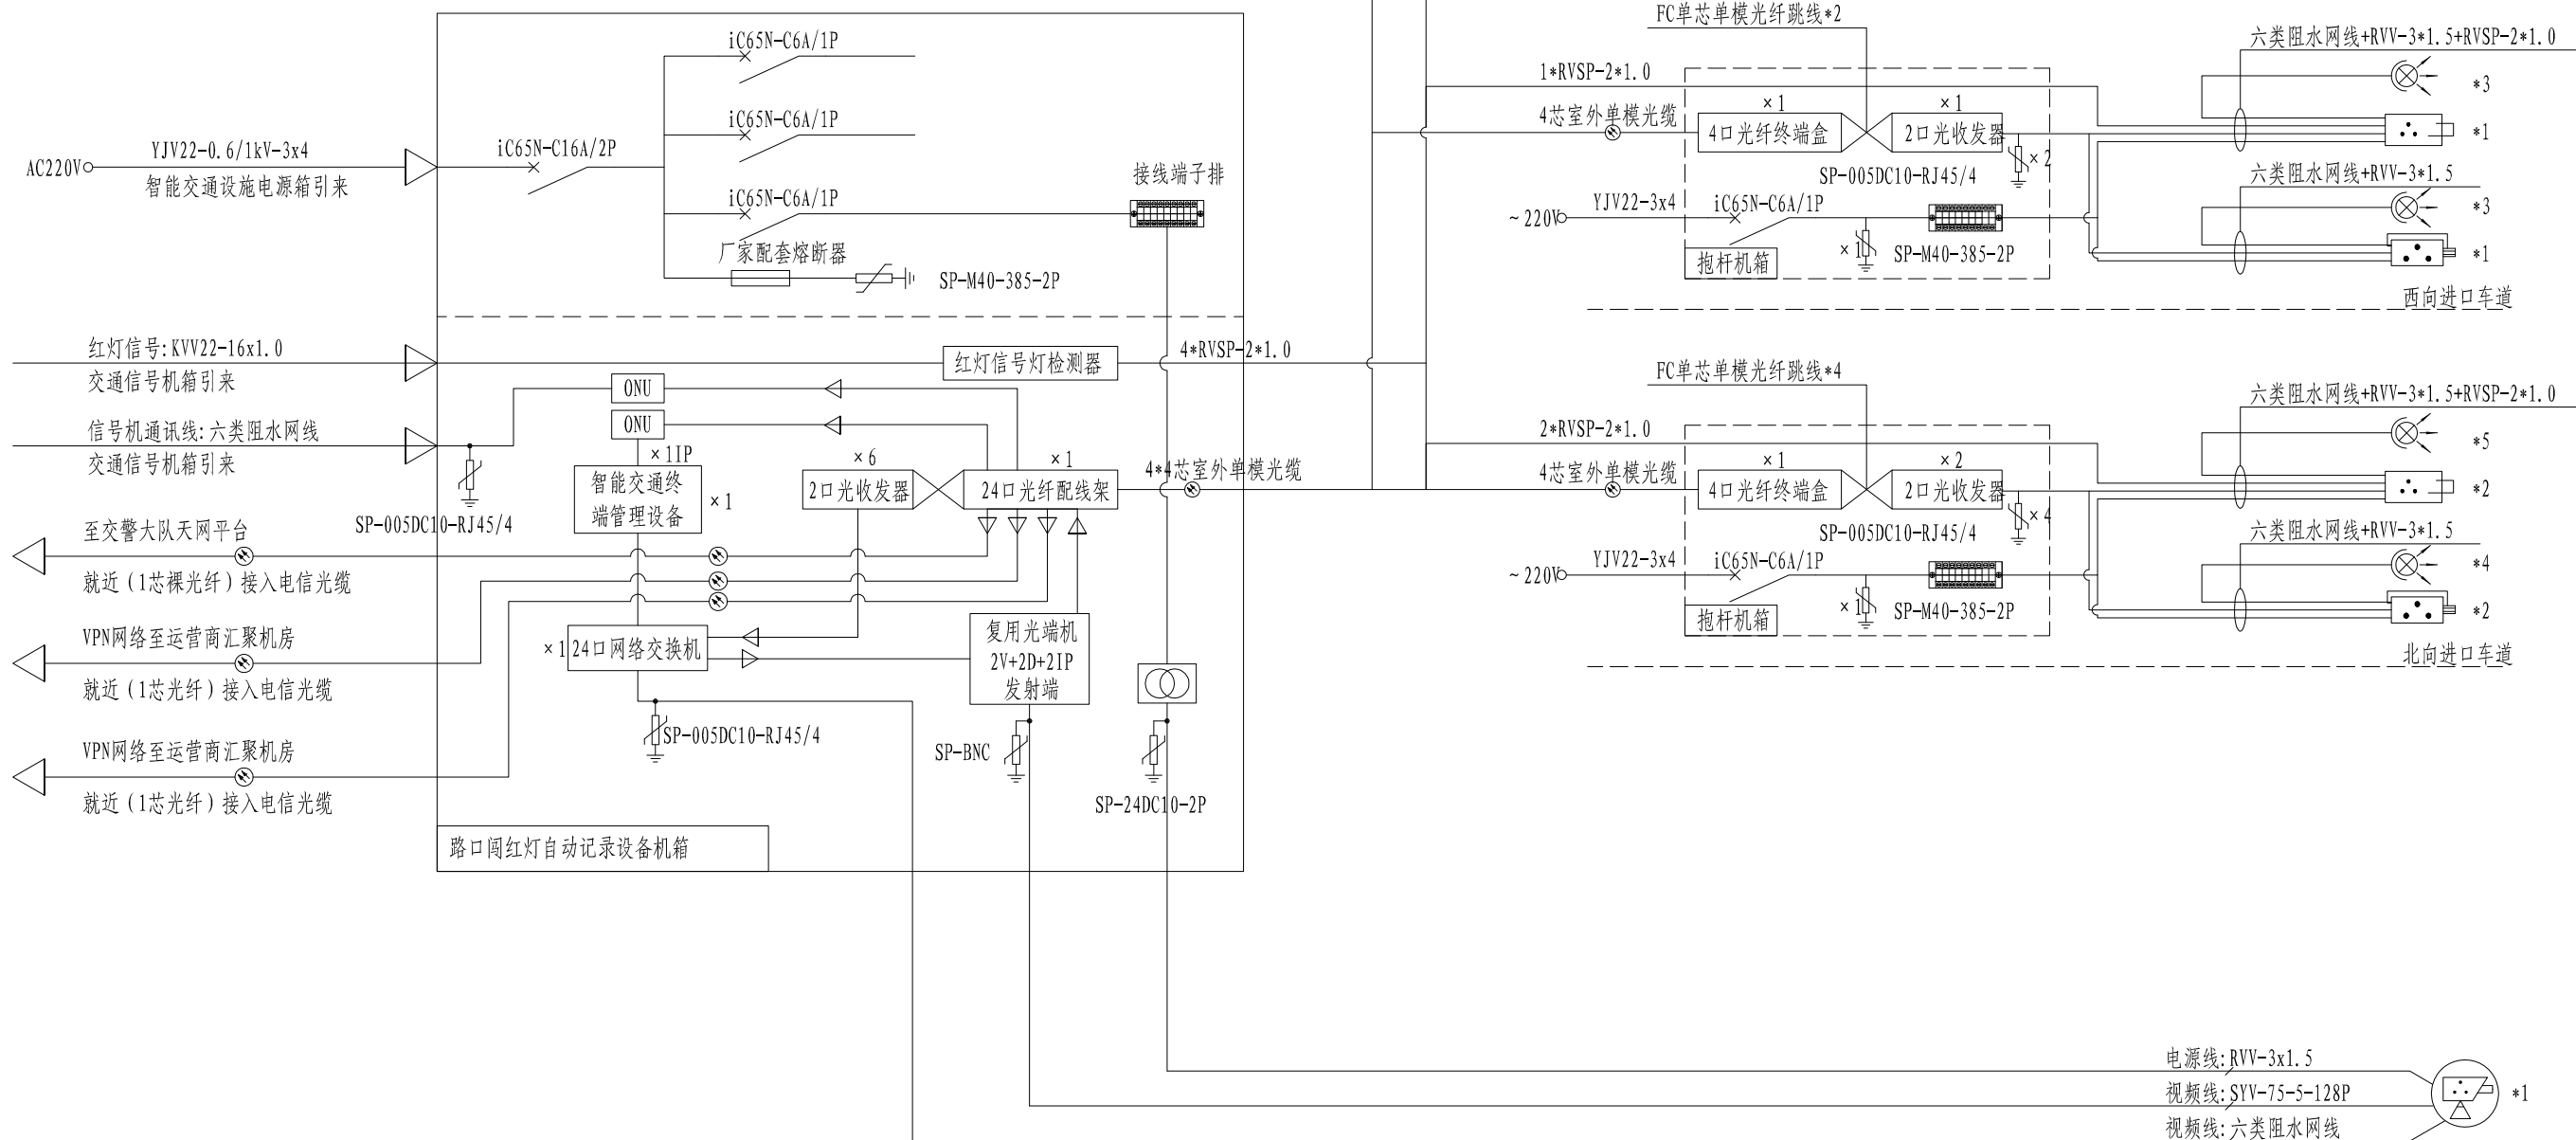 iC65N-C6A/1P
iC65N-C6A/1P
iC65N-C16A/2P
YJV22-0.6/1kV-3x4
AC220V
智能交通设施电源箱引来
iC65N-C6A/1P
接线端子排
厂家配套熔断器
SP-M40-385-2P
红灯信号:KVV22-16x1.0
交通信号机箱引来
红灯信号灯检测器
4*RVSP-2*1.0
ONU
ONU
信号机通讯线:六类阻水网线
交通信号机箱引来
×1IP
智能交通终
端管理设备
×1
×6
2口光收发器
×1
24口光纤配线架
4*4芯室外单模光缆
SP-005DC10-RJ45/4
至交警大队天网平台
就近(1芯裸光纤)接入电信光缆
VPN网络至运营商汇聚机房
就近(1芯光纤)接入电信光缆
×1
24口网络交换机
复用光端机
2V+2D+2IP
发射端
SP-005DC10-RJ45/4
SP-BNC
SP-24DC10-2P
VPN网络至运营商汇聚机房
就近(1芯光纤)接入电信光缆
路口闯红灯自动记录设备机箱
FC单芯单模光纤跳线*2
1*RVSP-2*1.0
4芯室外单模光缆
×1
4口光纤终端盒
×1
2口光收发器
×2
SP-005DC10-RJ45/4
~220V
YJV22-3x4
iC65N-C6A/1P
×1
SP-M40-385-2P
抱杆机箱
六类阻水网线+RVV-3*1.5+RVSP-2*1.0
*3
*1
六类阻水网线+RVV-3*1.5
*3
*1
西向进口车道
FC单芯单模光纤跳线*4
2*RVSP-2*1.0
4芯室外单模光缆
×1
4口光纤终端盒
×2
2口光收发器
×4
SP-005DC10-RJ45/4
~220V
YJV22-3x4
iC65N-C6A/1P
×1
SP-M40-385-2P
抱杆机箱
六类阻水网线+RVV-3*1.5+RVSP-2*1.0
*5
*2
六类阻水网线+RVV-3*1.5
*4
*2
北向进口车道
电源线:RVV-3x1.5
视频线:SYV-75-5-128P
*1
视频线:六类阻水网线